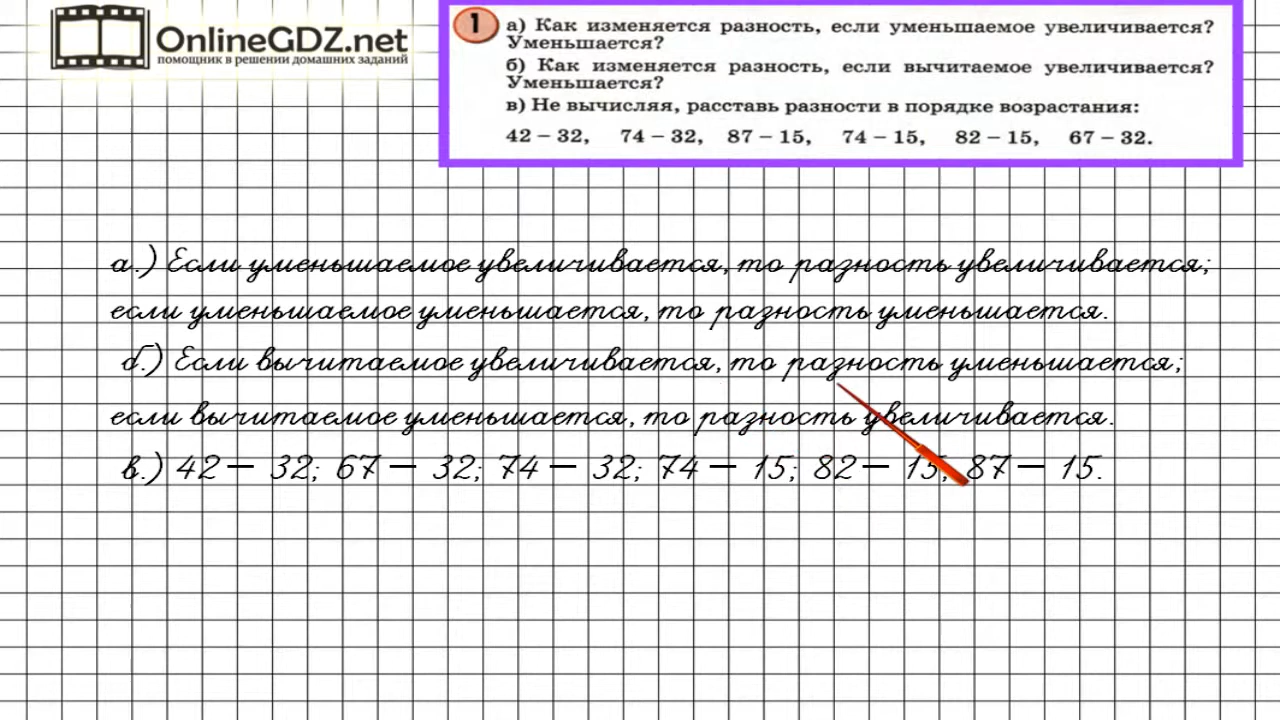 OnlineGDZ.net
помощник в решении домашних заданий
1 а) Как изменяется разность, если уменьшаемое увеличивается?
Уменьшается?
б) Как изменяется разность, если вычитаемое увеличивается?
Уменьшается?
в) Не вычисляя, расставь разности в порядке возрастания:
42 – 32, 74 – 32, 87 – 15, 74 – 15, 82 – 15, 67 – 32.
а.) Если уменьшаемое увеличивается, то разность увеличивается;
если уменьшаемое уменьшается, то разность уменьшается.
б.) Если вычитаемое увеличивается, то разность уменьшается;
если вычитаемое уменьшается, то разность увеличивается.
в.) 42 – 32; 67 – 32; 74 – 32; 74 – 15; 82 – 15; 87 – 15.